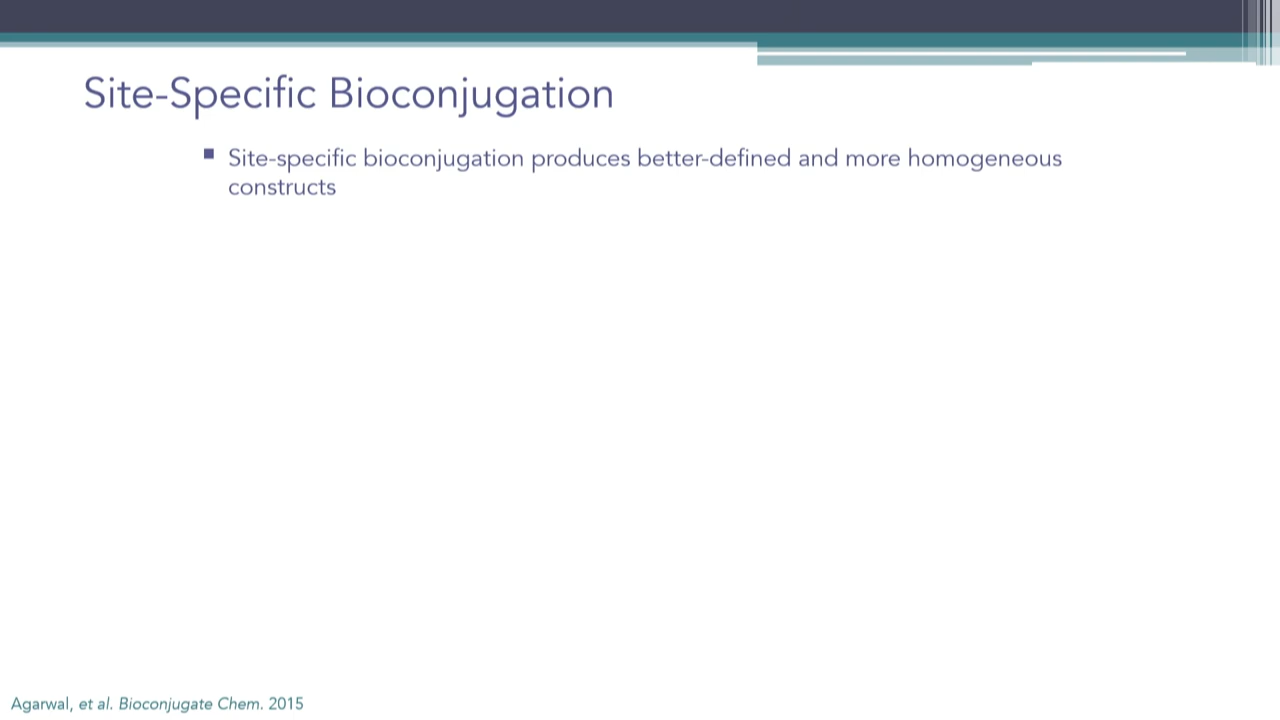 Site-Specific Bioconjugation
▪ Site-specific bioconjugation produces better-defined and more homogeneous
constructs
Agarwal, et al. Bioconjugate Chem. 2015